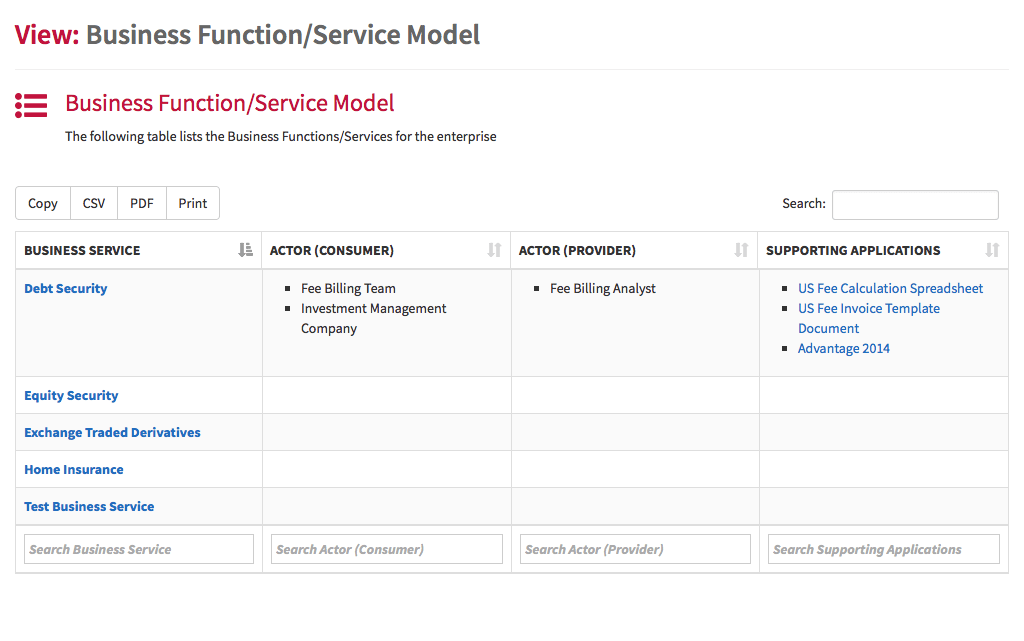 View: Business Function/Service Model
Business Function/Service Model
The following table lists the Business Functions/Services for the enterprise
Copy CSV PDF Print Search:
BUSINESS SERVICE ACTOR (CONSUMER) ACTOR (PROVIDER) SUPPORTING APPLICATIONS
Debt Security
Fee Billing Team
Investment Management
Company
Fee Billing Analyst
US Fee Calculation Spreadsheet
US Fee Invoice Template
Document
Advantage 2014
Equity Security
Exchange Traded Derivatives
Home Insurance
Test Business Service
Search Business Service Search Actor (Consumer) Search Actor (Provider) Search Supporting Applications